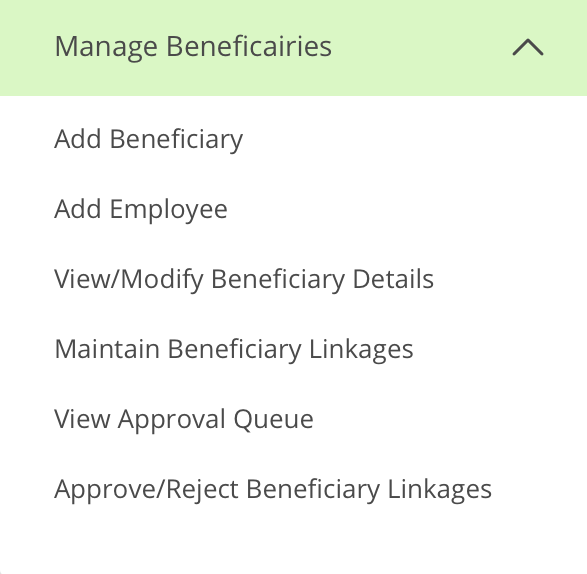 Manage Beneficairies
Add Beneficiary
Add Employee
View/Modify Beneficiary Details
Maintain Beneficiary Linkages
View Approval Queue
Approve/Reject Beneficiary Linkages